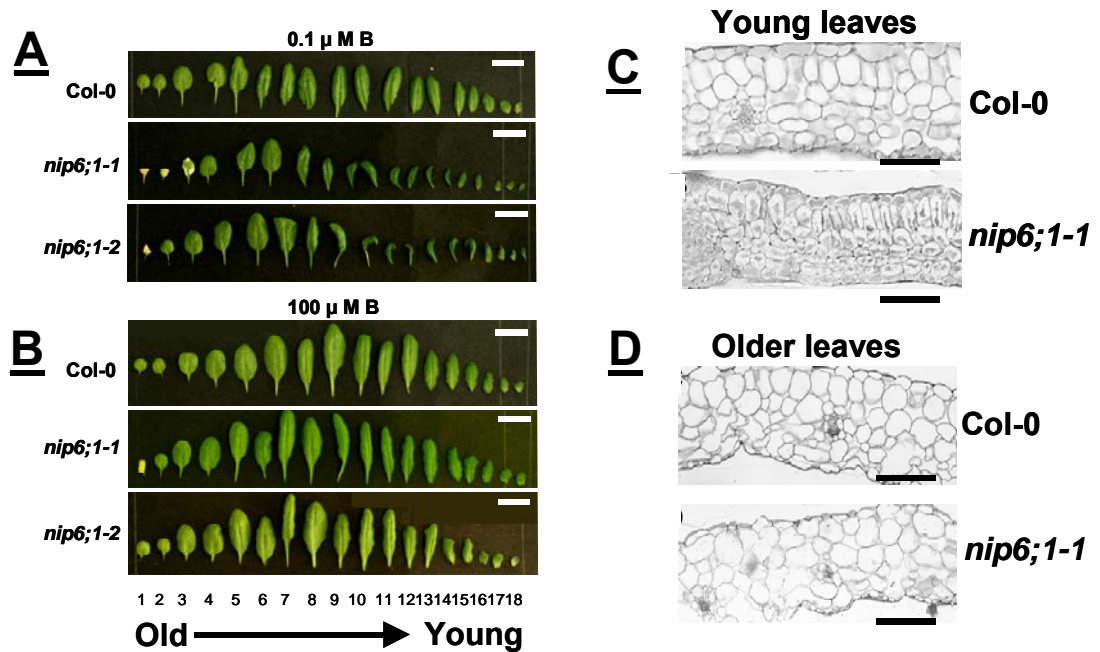 A
0.1 µ M B
Col-0
nip6;1-1
nip6;1-2
B
100 µ M B
Col-0
nip6;1-1
nip6;1-2
1 2 3 4 5 6 7 8 9 10 11 12 13 14 15 16 17 18
Old Young
Young leaves
C
Col-0
nip6;1-1
Older leaves
D
Col-0
nip6;1-1